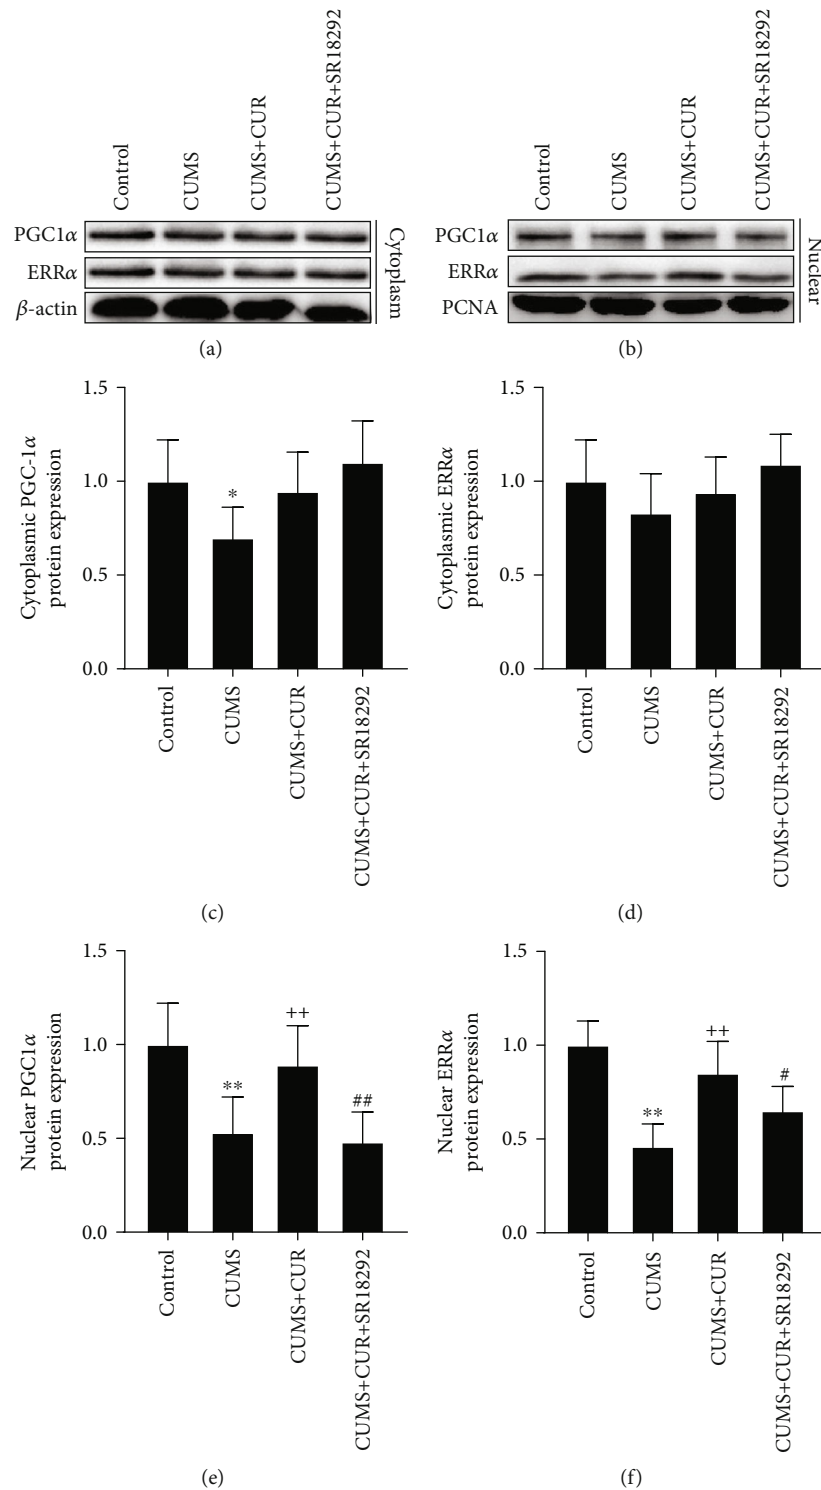 Control
CUMS
CUMS+CUR
CUMS+CUR+SR18292
PGC1α
ERRα
β-actin
Cytoplasm
(a)
Control
CUMS
CUMS+CUR
CUMS+CUR+SR18292
PGC1α
ERRα
PCNA
Nuclear
(b)
Cytoplasmic PGC-1α
protein expression
1.5
1.0
0.5
0.0
*
Control
CUMS
CUMS+CUR
CUMS+CUR+SR18292
(c)
Cytoplasmic ERRα
protein expression
1.5
1.0
0.5
0.0
Control
CUMS
CUMS+CUR
CUMS+CUR+SR18292
(d)
Nuclear PGC1α
protein expression
1.5
1.0
0.5
0.0
**
++
##
Control
CUMS
CUMS+CUR
CUMS+CUR+SR18292
(e)
Nuclear ERRα
protein expression
1.5
1.0
0.5
0.0
**
++
#
Control
CUMS
CUMS+CUR
CUMS+CUR+SR18292
(f)